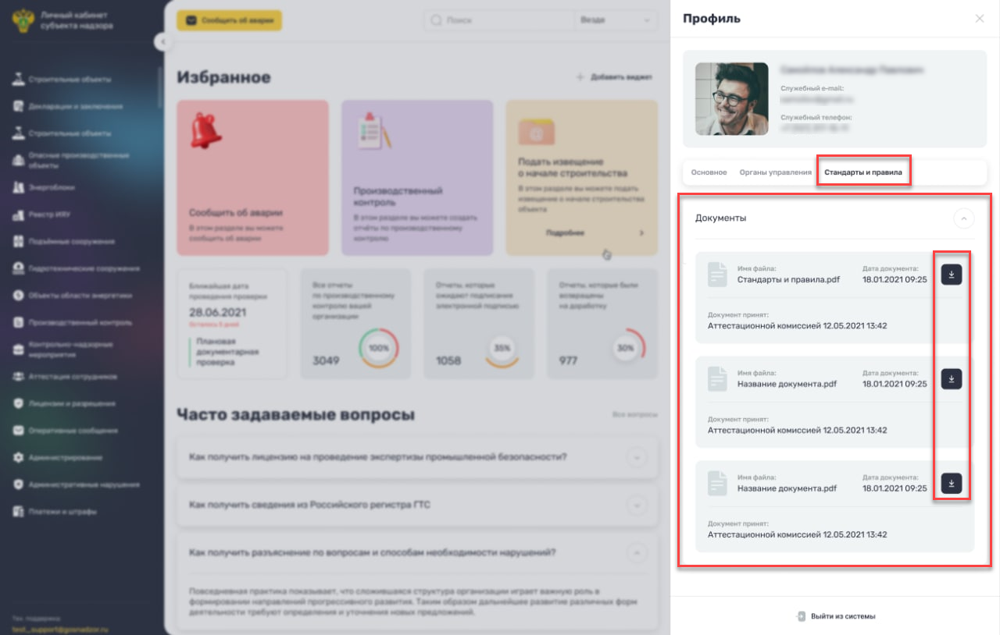 Личный кабинет
субъекта надзора
Строительные объекты
Декларации и заключения
Строительные объекты
Опасные производственные
объекты
Энергоблоки
Реестр ИЯУ
Подъёмные сооружения
Гидротехнические сооружения
Объекты области энергетики
Производственный контроль
Контрольно-надзорные
мероприятия
Аттестация сотрудников
Лицензии и разрешения
Оперативные сообщения
Администрирование
Административные нарушения
Платежи и штрафы
Тех. поддержка:
test_support@gosnadzor.ru
Сообщить об аварии
Поиск
Везде
Избранное
Добавить виджет
Сообщить об аварии
В этом разделе вы можете
сообщить об аварии
Производственный
контроль
В этом разделе вы можете создать
отчёты по производственному
контролю
Подать извещение
о начале строительства
В этом разделе вы можете подать
извещение о начале строительства
объекта
Подробнее
Ближайшая дата
проведения проверки
28.06.2021
Осталось 5 дней
Плановая
документарная
проверка
Все отчеты
по производственному
контролю вашей
организации
3049
100%
Отчеты, которые
ожидают подписания
электронной подписью
1058
35%
Отчеты, которые были
возвращены
на доработку
977
30%
Часто задаваемые вопросы
Все вопросы
Как получить лицензию на проведение экспертизы промышленной безопасности?
Как получить сведения из Российского регистра ГТС
Как получить разъяснение по вопросам и способам необходимости нарушений?
Повседневная практика показывает, что сложившаяся структура организации играет важную роль в
формировании направлений прогрессивного развития. Таким образом дальнейшее развитие различных форм
деятельности требуют определения и уточнения новых предложений.
Профиль
Служебный e-mail:
Служебный телефон:
Основное
Органы управления
Стандарты и правила
Документы
Имя файла:
Стандарты и правила.pdf
Дата документа:
18.01.2021 09:25
Документ принят:
Аттестационной комиссией 12.05.2021 13:42
Имя файла:
Название документа.pdf
Дата документа:
18.01.2021 09:25
Документ принят:
Аттестационной комиссией 12.05.2021 13:42
Имя файла:
Название документа.pdf
Дата документа:
18.01.2021 09:25
Документ принят:
Аттестационной комиссией 12.05.2021 13:42
Выйти из системы